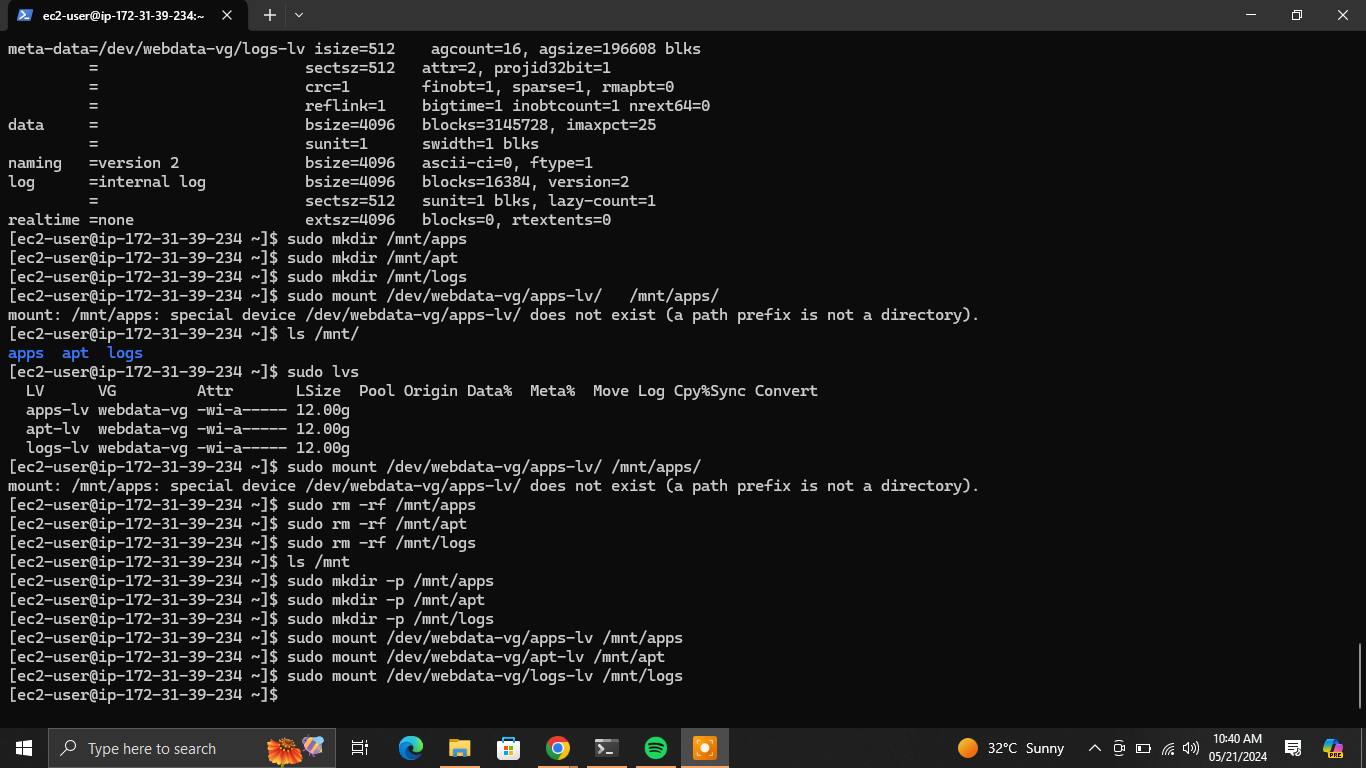 ec2-user@ip-172-31-39-234:~
meta-data=/dev/webdata-vg/logs-lv isize=512    agcount=16, agsize=196608 blks
         =                       sectsz=512   attr=2, projid32bit=1
         =                       crc=1        finobt=1, sparse=1, rmapbt=0
         =                       reflink=1    bigtime=1 inobtcount=1 nrext64=0
data     =                       bsize=4096   blocks=3145728, imaxpct=25
         =                       sunit=1      swidth=1 blks
naming   =version 2              bsize=4096   ascii-ci=0, ftype=1
log      =internal log           bsize=4096   blocks=16384, version=2
         =                       sectsz=512   sunit=1 blks, lazy-count=1
realtime =none                   extsz=4096   blocks=0, rtextents=0
[ec2-user@ip-172-31-39-234 ~]$ sudo mkdir /mnt/apps
[ec2-user@ip-172-31-39-234 ~]$ sudo mkdir /mnt/apt
[ec2-user@ip-172-31-39-234 ~]$ sudo mkdir /mnt/logs
[ec2-user@ip-172-31-39-234 ~]$ sudo mount /dev/webdata-vg/apps-lv/   /mnt/apps/
mount: /mnt/apps: special device /dev/webdata-vg/apps-lv/ does not exist (a path prefix is not a directory).
[ec2-user@ip-172-31-39-234 ~]$ ls /mnt/
apps  apt  logs
[ec2-user@ip-172-31-39-234 ~]$ sudo lvs
  LV      VG         Attr       LSize  Pool Origin Data%  Meta%  Move Log Cpy%Sync Convert
  apps-lv webdata-vg -wi-a----- 12.00g
  apt-lv  webdata-vg -wi-a----- 12.00g
  logs-lv webdata-vg -wi-a----- 12.00g
[ec2-user@ip-172-31-39-234 ~]$ sudo mount /dev/webdata-vg/apps-lv/ /mnt/apps/
mount: /mnt/apps: special device /dev/webdata-vg/apps-lv/ does not exist (a path prefix is not a directory).
[ec2-user@ip-172-31-39-234 ~]$ sudo rm -rf /mnt/apps
[ec2-user@ip-172-31-39-234 ~]$ sudo rm -rf /mnt/apt
[ec2-user@ip-172-31-39-234 ~]$ sudo rm -rf /mnt/logs
[ec2-user@ip-172-31-39-234 ~]$ ls /mnt
[ec2-user@ip-172-31-39-234 ~]$ sudo mkdir -p /mnt/apps
[ec2-user@ip-172-31-39-234 ~]$ sudo mkdir -p /mnt/apt
[ec2-user@ip-172-31-39-234 ~]$ sudo mkdir -p /mnt/logs
[ec2-user@ip-172-31-39-234 ~]$ sudo mount /dev/webdata-vg/apps-lv /mnt/apps
[ec2-user@ip-172-31-39-234 ~]$ sudo mount /dev/webdata-vg/apt-lv /mnt/apt
[ec2-user@ip-172-31-39-234 ~]$ sudo mount /dev/webdata-vg/logs-lv /mnt/logs
[ec2-user@ip-172-31-39-234 ~]$
Type here to search
32°C Sunny
10:40 AM
05/21/2024
PRE